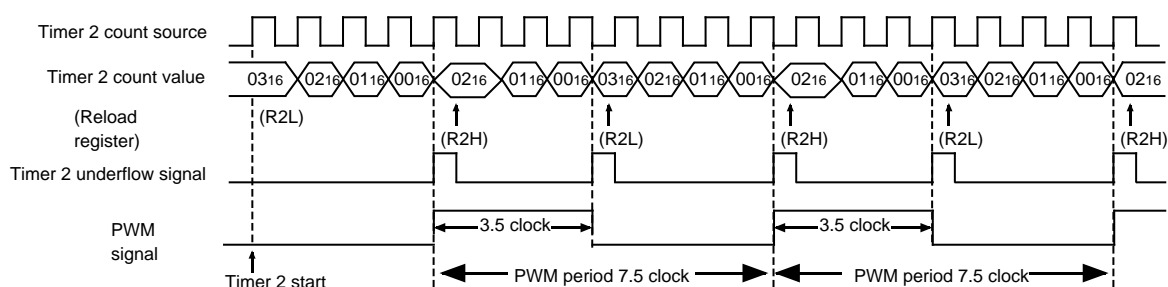 Timer 2 count source
Timer 2 count value
0316 0216 0116 0016 0216 0116 0016 0316 0216 0116 0016 0216 0116 0016 0316 0216 0116 0016 0216
(Reload
register)
(R2L) (R2H) (R2L) (R2H) (R2L) (R2H)
Timer 2 underflow signal
PWM
signal
3.5 clock 3.5 clock
Timer 2 start
PWM period 7.5 clock PWM period 7.5 clock